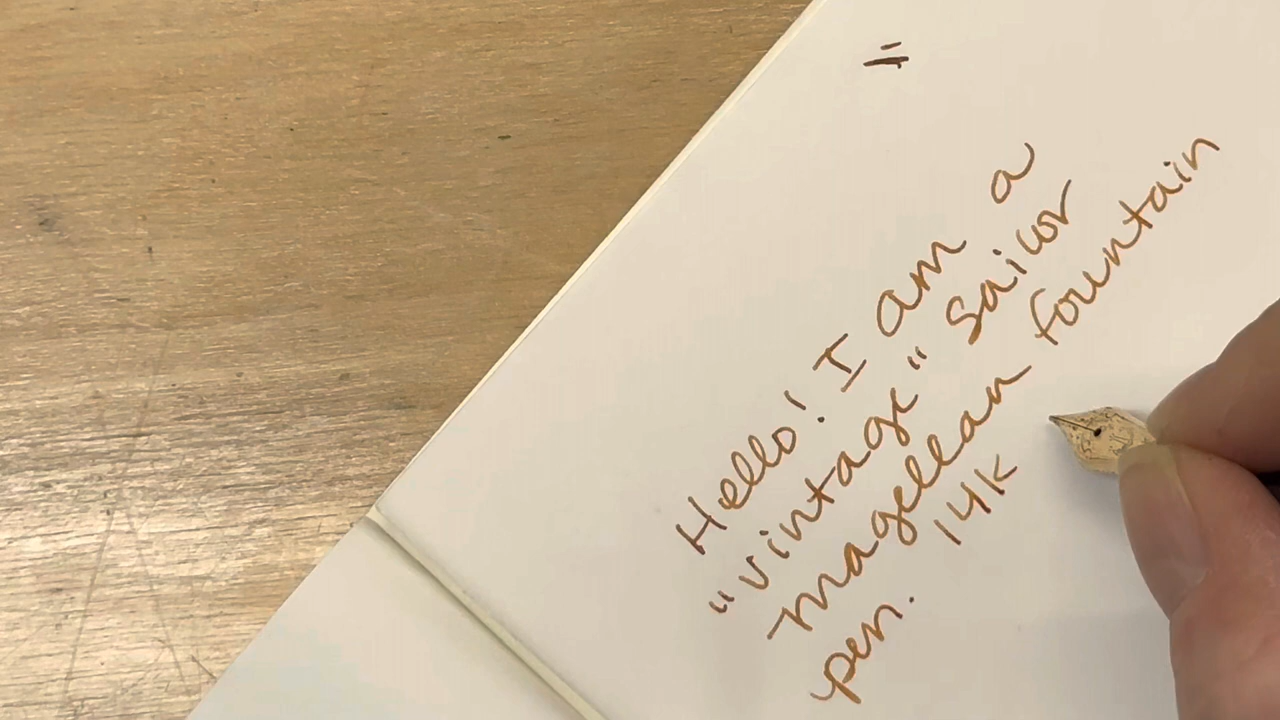 Hello! I am a
"vintage" Sailor
magellan fountain
pen. 14k